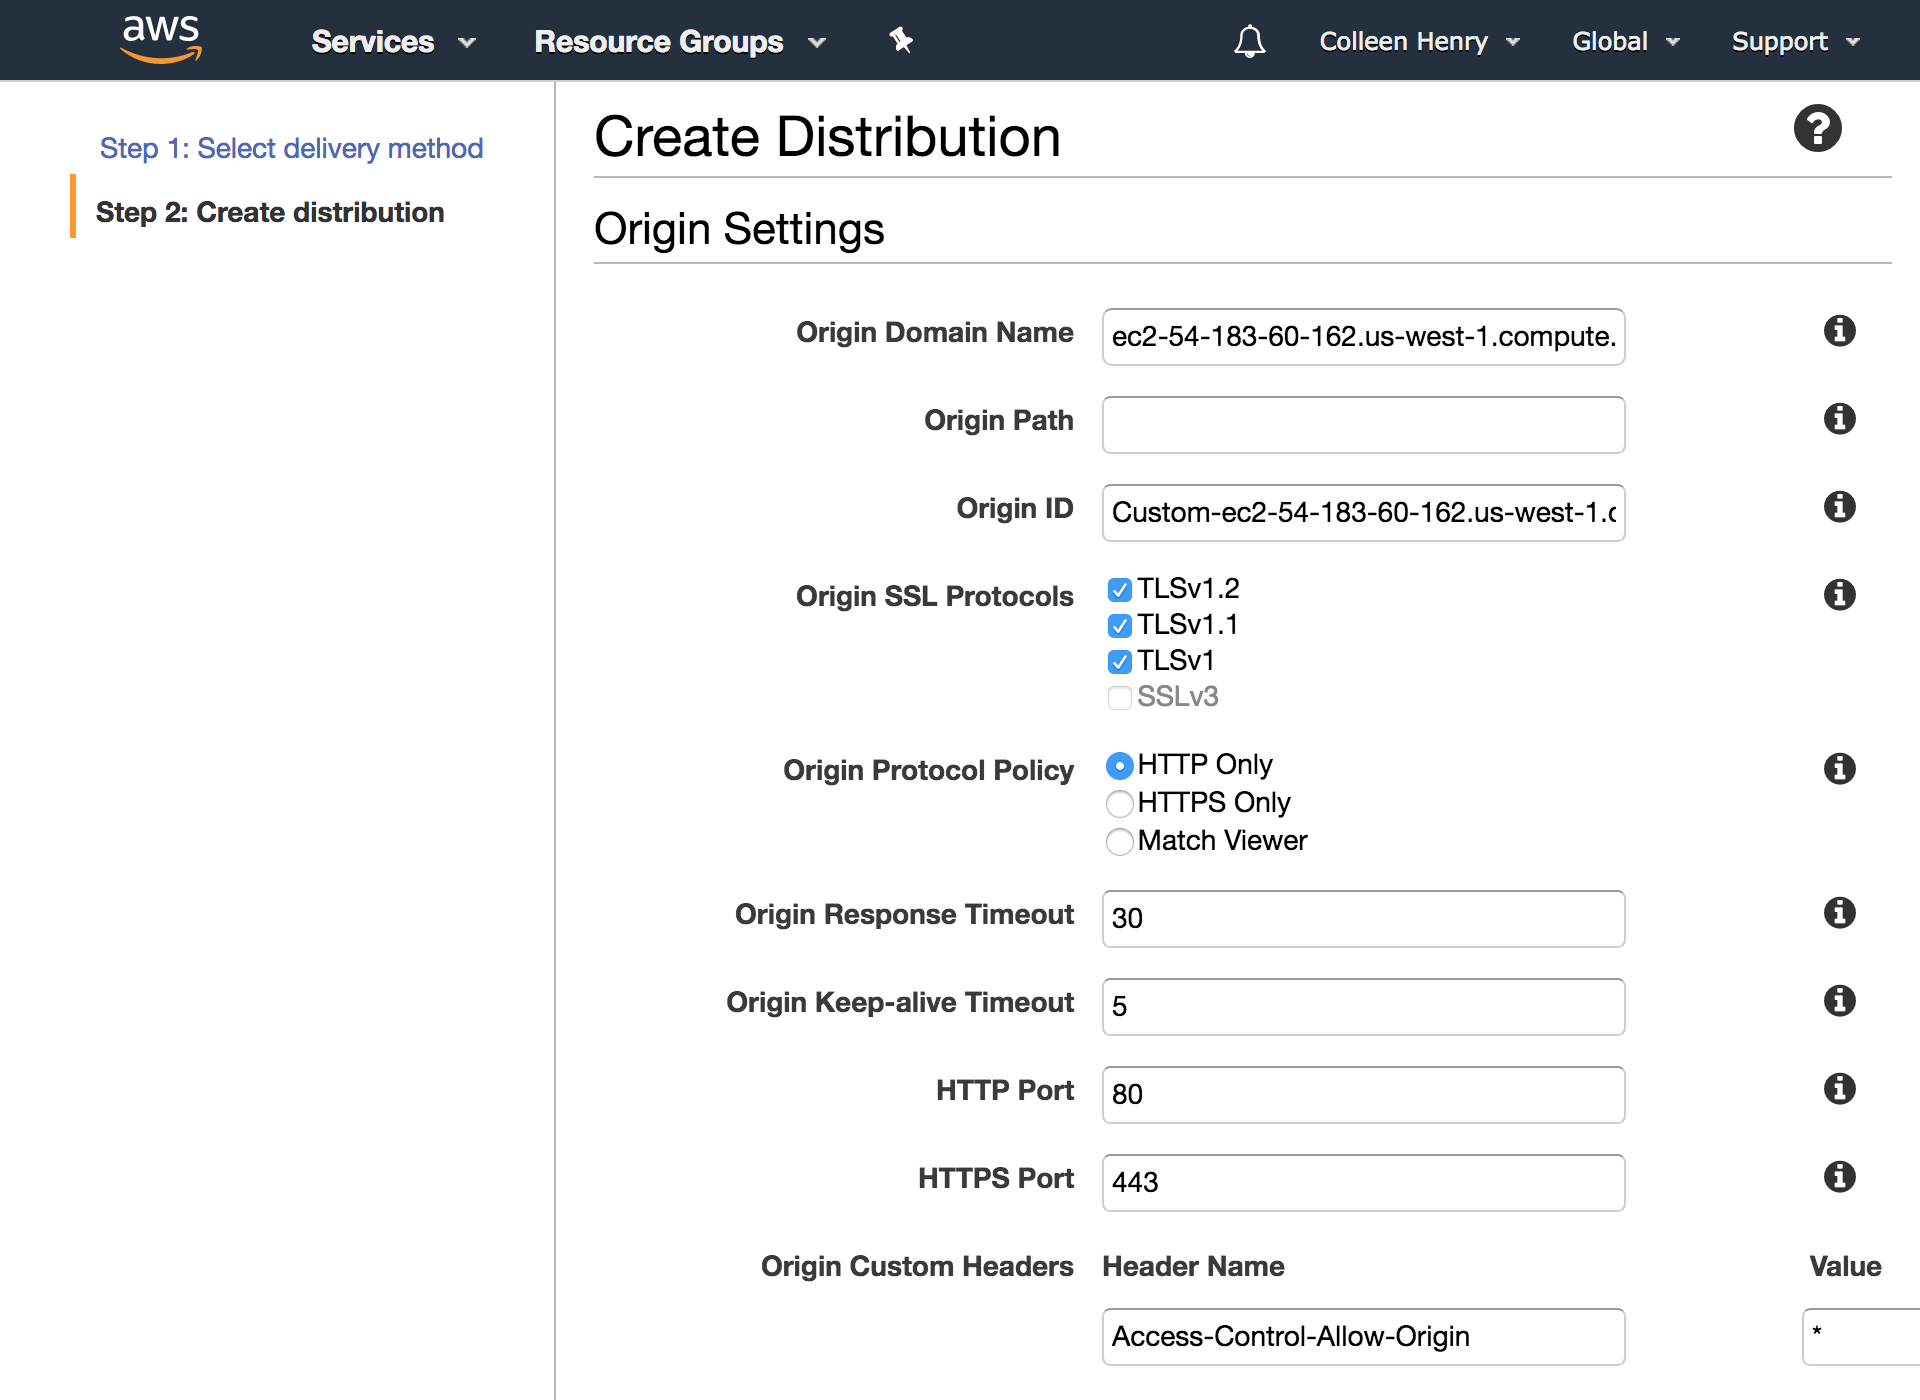 aws Services Resource Groups Colleen Henry Global Support
Step 1: Select delivery method
Step 2: Create distribution
Create Distribution
Origin Settings
Origin Domain Name ec2-54-183-60-162.us-west-1.compute.
Origin Path
Origin ID Custom-ec2-54-183-60-162.us-west-1.c
Origin SSL Protocols TLSv1.2
TLSv1.1
TLSv1
SSLv3
Origin Protocol Policy HTTP Only
HTTPS Only
Match Viewer
Origin Response Timeout 30
Origin Keep-alive Timeout 5
HTTP Port 80
HTTPS Port 443
Origin Custom Headers Header Name Value
Access-Control-Allow-Origin *